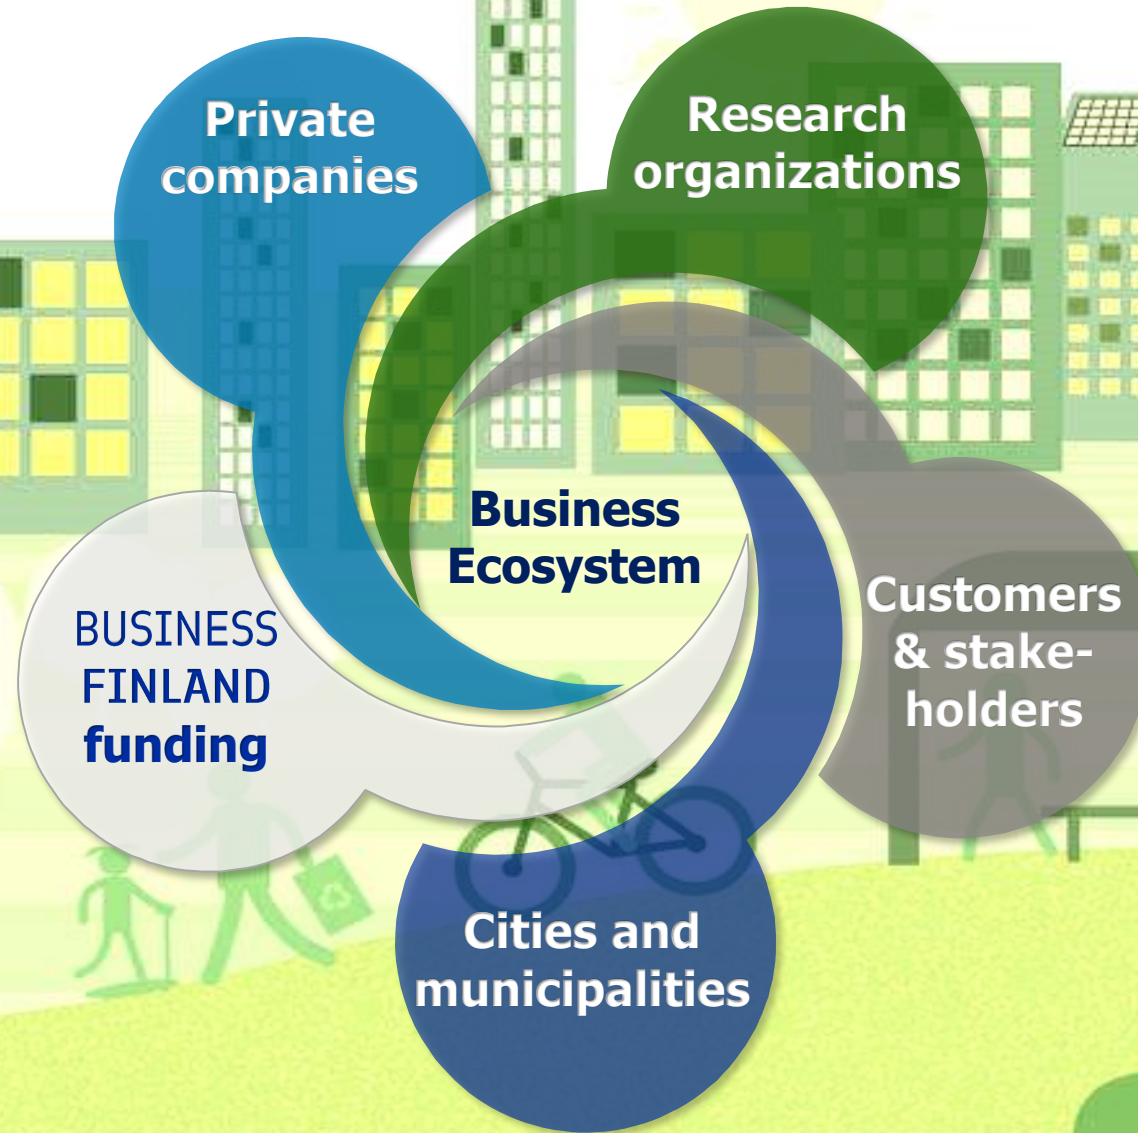 Private
companies
Research
organizations
Business
Ecosystem
Customers
& stake-
holders
BUSINESS
FINLAND
funding
Cities and
municipalities